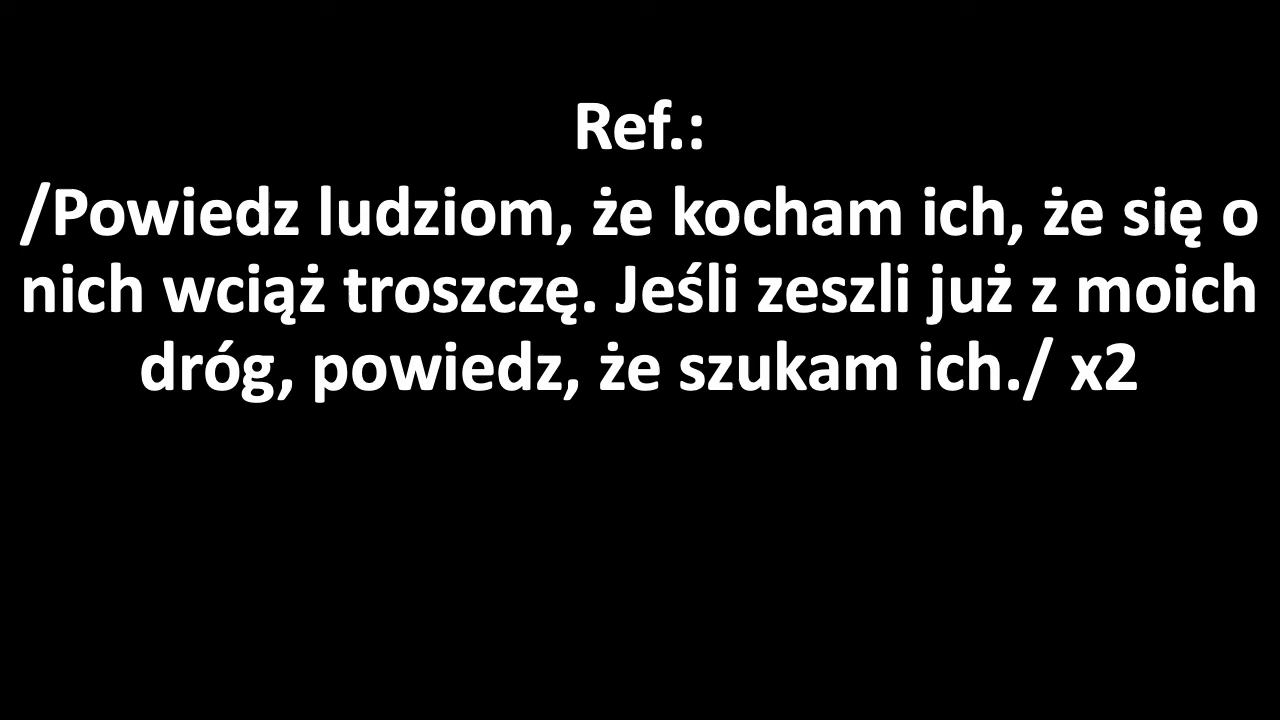 Ref.:
/Powiedz ludziom, że kocham ich, że się o
nich wciąż troszczę. Jeśli zeszli już z moich
dróg, powiedz, że szukam ich./ x2